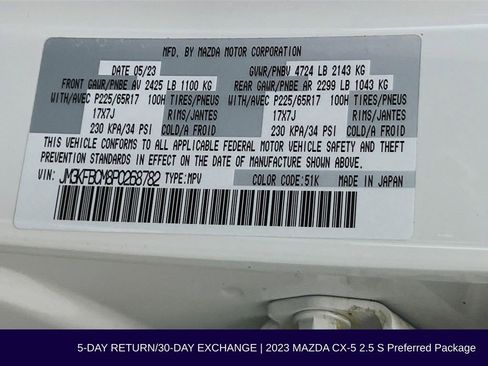 MFD. BY MAZDA MOTOR CORPORATION
DATE 05/23 GVWR/PNBV 4724 LB 2143 KG
FRONT GAWR/PNBE AV 2425 LB 1100 KG REAR GAWR/PNBE AR 2299 LB 1043 KG
WITH/AVEC P225/65R17 100H TIRES/PNEUS WITH/AVEC P225/65R17 100H TIRES/PNEUS
17X7J RIMS/JANTES 17X7J RIMS/JANTES
230 KPA/34 PSI COLD/A FROID 230 KPA/34 PSI COLD/A FROID
THIS VEHICLE CONFORMS TO ALL APPLICABLE FEDERAL MOTOR VEHICLE SAFETY AND THEFT
PREVENTION STANDARDS IN EFFECT ON THE DATE OF MANUFACTURE SHOWN ABOVE.
VIN: JM3KFBCM8P0268782 TYPE:MPV COLOR CODE:51K MADE IN JAPAN
5-DAY RETURN/30-DAY EXCHANGE | 2023 MAZDA CX-5 2.5 S Preferred Package